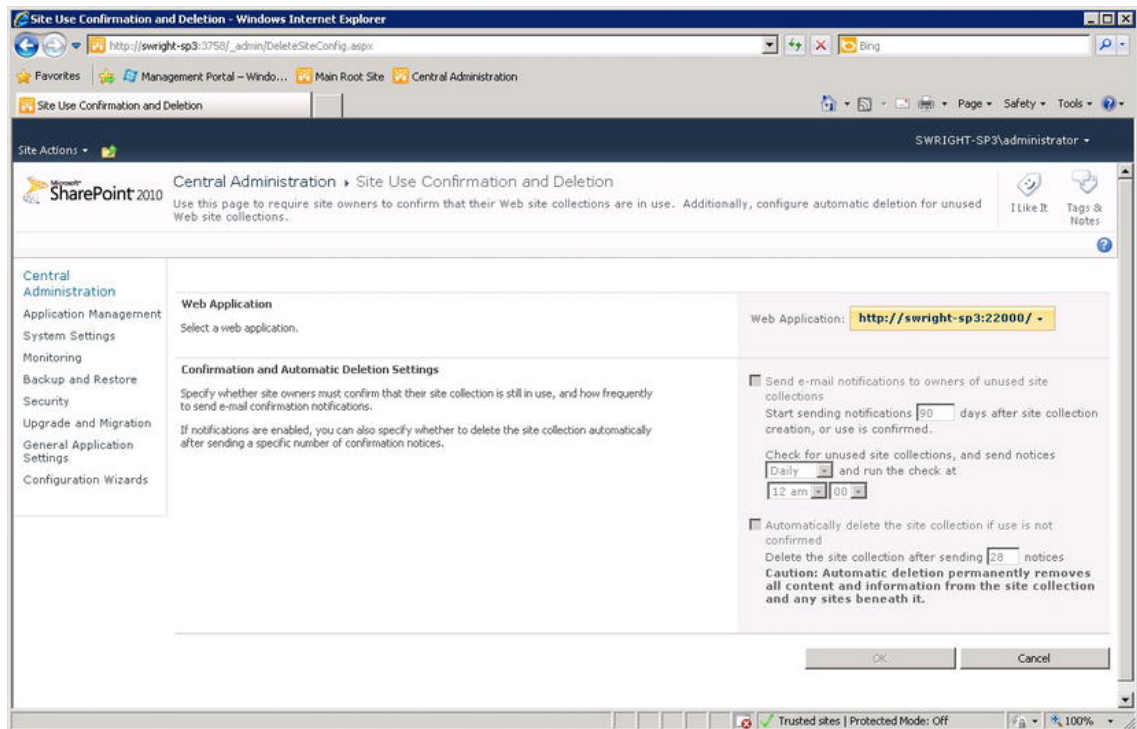 Site Use Confirmation and Deletion - Windows Internet Explorer
http://swright-sp3:3758/_admin/DeleteSiteConfig.aspx
Bing
Favorites
Management Portal – Windo...
Main Root Site
Central Administration
Site Use Confirmation and Deletion
Page
Safety
Tools
Site Actions
SWRIGHT-SP3\administrator
Microsoft
SharePoint 2010
Central Administration
Site Use Confirmation and Deletion
Use this page to require site owners to confirm that their Web site collections are in use. Additionally, configure automatic deletion for unused
Web site collections.
I Like It
Tags &
Notes
Central
Administration
Application Management
System Settings
Monitoring
Backup and Restore
Security
Upgrade and Migration
General Application
Settings
Configuration Wizards
Web Application
Select a web application.
Web Application: http://swright-sp3:22000/
Confirmation and Automatic Deletion Settings
Specify whether site owners must confirm that their site collection is still in use, and how frequently
to send e-mail confirmation notifications.
If notifications are enabled, you can also specify whether to delete the site collection automatically
after sending a specific number of confirmation notices.
Send e-mail notifications to owners of unused site
collections
Start sending notifications 90 days after site collection
creation, or use is confirmed.
Check for unused site collections, and send notices
Daily and run the check at
12 am 00
Automatically delete the site collection if use is not
confirmed
Delete the site collection after sending 28 notices
Caution: Automatic deletion permanently removes
all content and information from the site collection
and any sites beneath it.
OK
Cancel
Trusted sites | Protected Mode: Off
100%